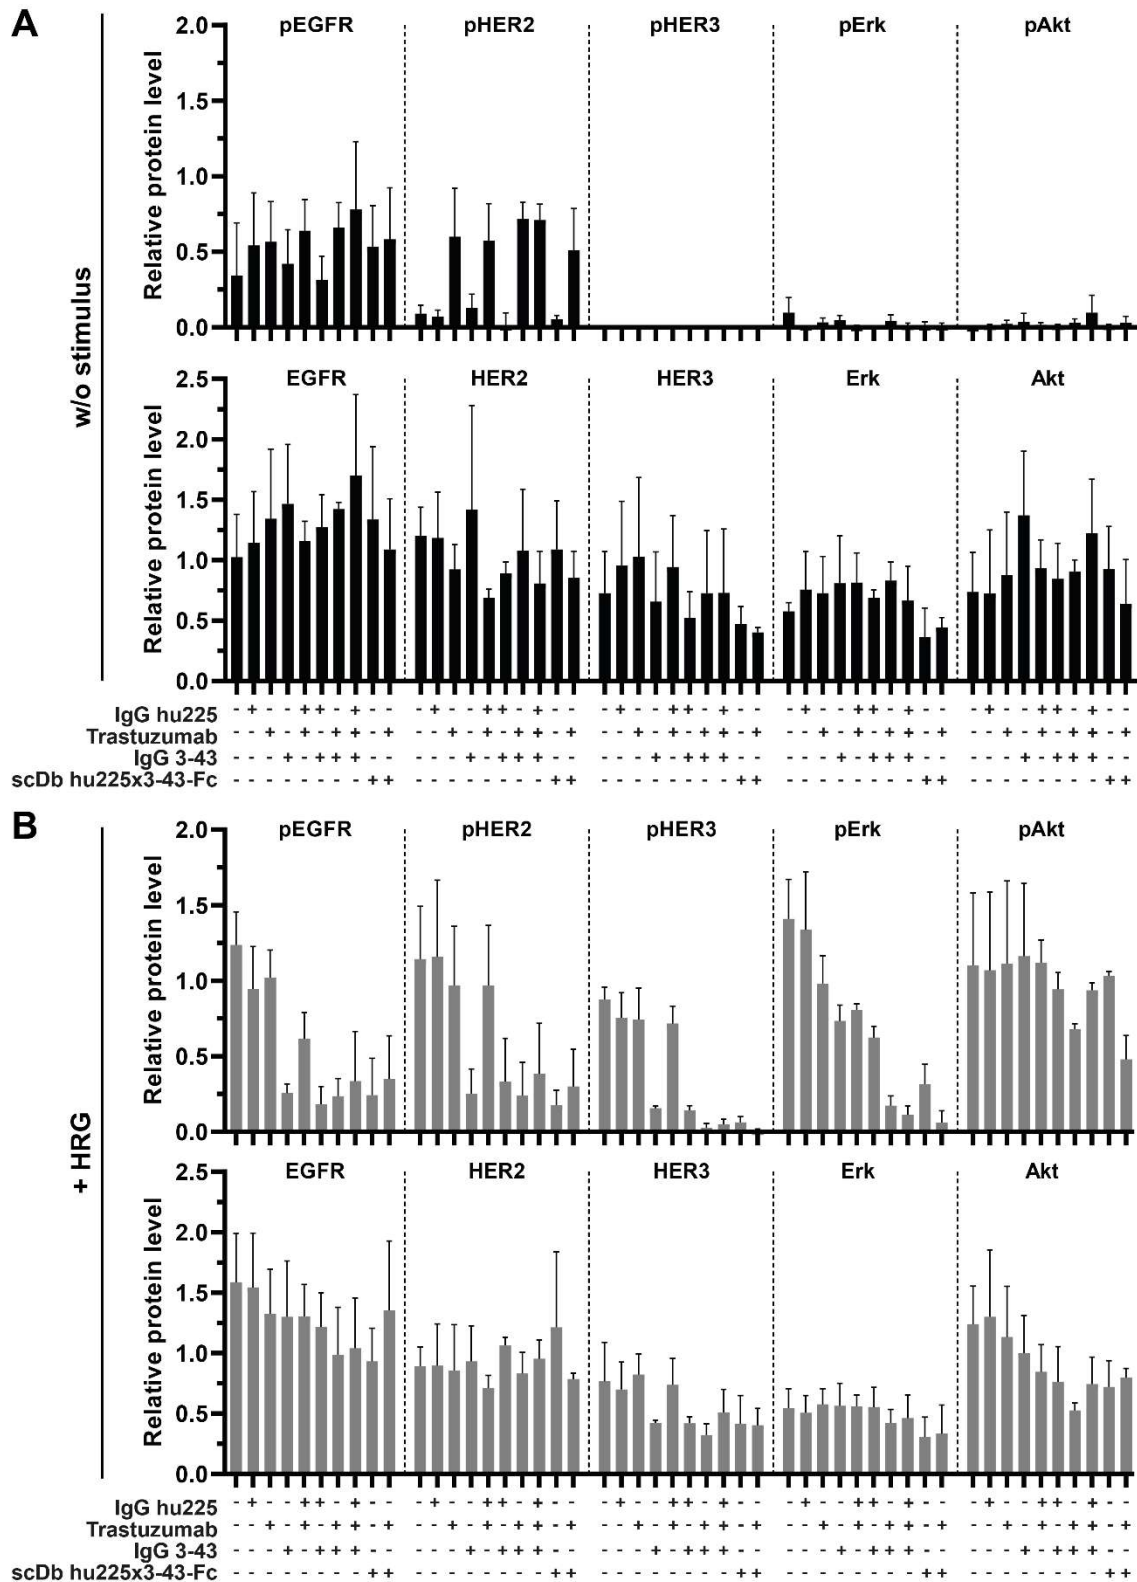 A
pEGFR pHER2 pHER3 pErk pAkt
2.0
1.5
1.0
0.5
0.0
Relative protein level
w/o stimulus
EGFR HER2 HER3 Erk Akt
2.5
2.0
1.5
1.0
0.5
0.0
Relative protein level
IgG hu225 - + - - + + - + - - - + - - + + - + - - - + - - + + - + - - - + - - + + - + - - - + - - + + - + - -
Trastuzumab - - + - + - + + - + - - + - + - + + - + - - + - + - + + - + - - + - + - + + - + - - + - + - + + - +
IgG 3-43 - - - + - + + + - - - - - + - + + + - - - - - + - + + + - - - - - + - + + + - - - - - + - + + + - -
scDb hu225x3-43-Fc - - - - - - - - + + - - - - - - - - + + - - - - - - - - + + - - - - - - - - + + - - - - - - - - + +
B
pEGFR pHER2 pHER3 pErk pAkt
2.0
1.5
1.0
0.5
0.0
Relative protein level
+ HRG
EGFR HER2 HER3 Erk Akt
2.5
2.0
1.5
1.0
0.5
0.0
Relative protein level
IgG hu225 - + - - + + - + - - - + - - + + - + - - - + - - + + - + - - - + - - + + - + - - - + - - + + - + - -
Trastuzumab - - + - + - + + - + - - + - + - + + - + - - + - + - + + - + - - + - + - + + - + - - + - + - + + - +
IgG 3-43 - - - + - + + + - - - - - + - + + + - - - - - + - + + + - - - - - + - + + + - - - - - + - + + + - -
scDb hu225x3-43-Fc - - - - - - - - + + - - - - - - - - + + - - - - - - - - + + - - - - - - - - + + - - - - - - - - + +